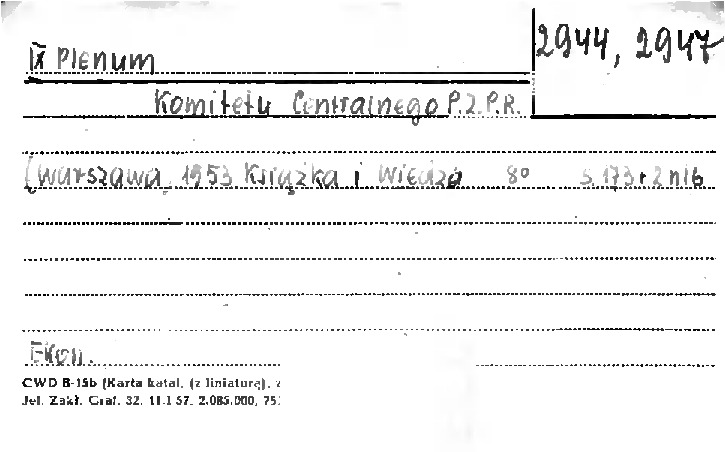 IX Plenum
2944, 2947
Komitetu Centralnego P.Z.P.R.
[Warszawa, 1953 Książka i Wiedza 8° s. 173+2 nlb
Ekon.
CWD B-15b (Karta katal. (z liniaturą), z
Jel. Zakł. Graf. 32. 11.I 57. 2.085.000, 75